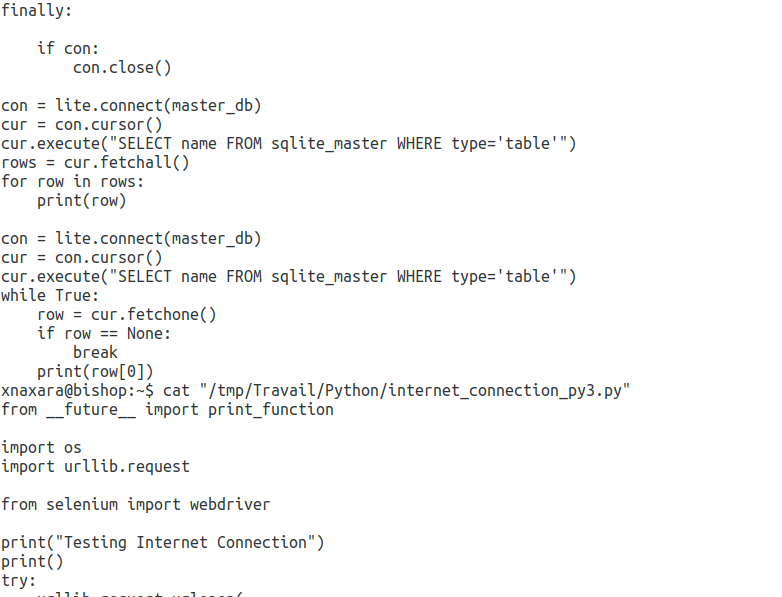 finally:

    if con:
        con.close()

con = lite.connect(master_db)
cur = con.cursor()
cur.execute("SELECT name FROM sqlite_master WHERE type='table'")
rows = cur.fetchall()
for row in rows:
    print(row)

con = lite.connect(master_db)
cur = con.cursor()
cur.execute("SELECT name FROM sqlite_master WHERE type='table'")
while True:
    row = cur.fetchone()
    if row == None:
        break
    print(row[0])
xnaxara@bishop:~$ cat "/tmp/Travail/Python/internet_connection_py3.py"
from __future__ import print_function

import os
import urllib.request

from selenium import webdriver

print("Testing Internet Connection")
print()
try:
    urllib.request.urlopen(